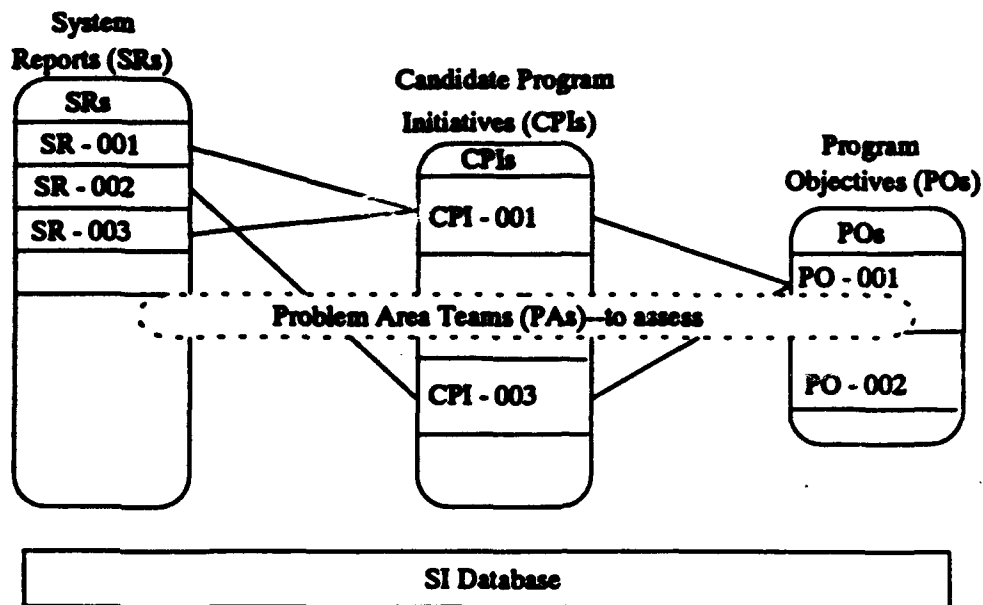 System
Reports (SRs)
SRs
SR - 001
SR - 002
SR - 003
Candidate Program
Initiatives (CPIs)
CPIs
CPI - 001
CPI - 003
Program
Objectives (POs)
POs
PO - 001
PO - 002
Problem Area Teams (PAs)--to assess
SI Database